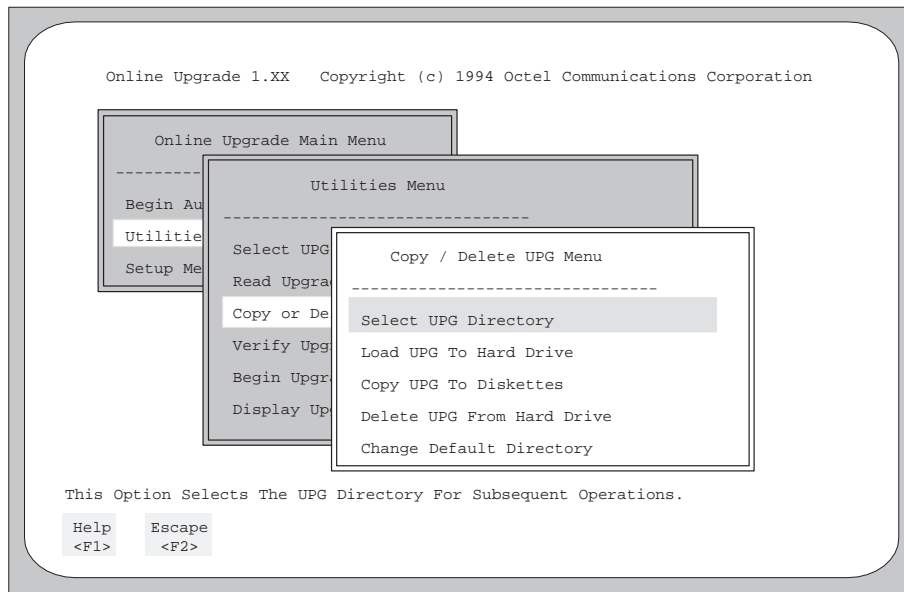 Online Upgrade 1.XX Copyright (c) 1994 Octel Communications Corporation
Online Upgrade Main Menu
---------
Begin Au
Utilitie
Setup Me
Utilities Menu
--------------------------------
Select UPG
Read Upgra
Copy or De
Verify Upg
Begin Upgr
Display Up
Copy / Delete UPG Menu
--------------------------------
Select UPG Directory
Load UPG To Hard Drive
Copy UPG To Diskettes
Delete UPG From Hard Drive
Change Default Directory
This Option Selects The UPG Directory For Subsequent Operations.
Help Escape
<F1> <F2>